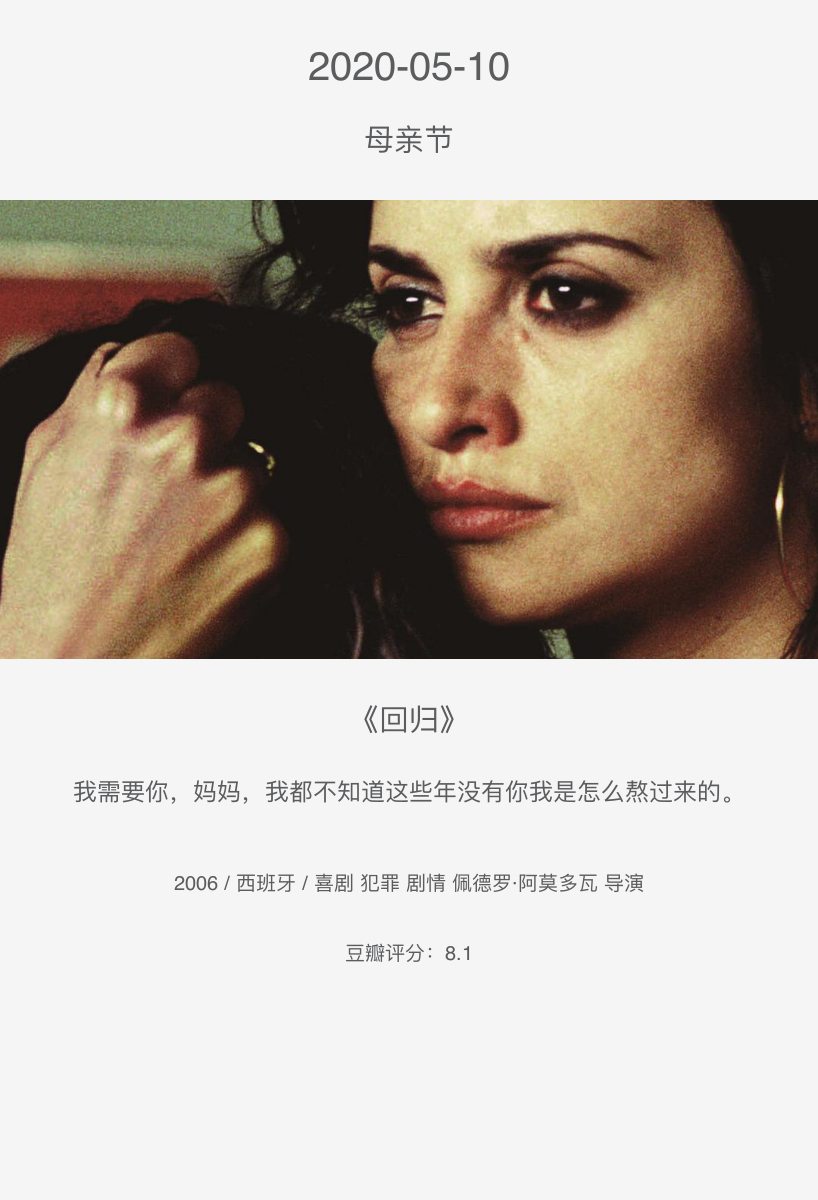 2020-05-10
母亲节
《回归》
我需要你，妈妈，我都不知道这些年没有你我是怎么熬过来的。
2006 / 西班牙 / 喜剧 犯罪 剧情 佩德罗·阿莫多瓦 导演
豆瓣评分：8.1